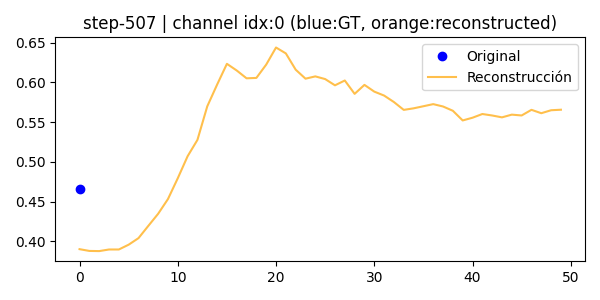 step-507 | channel idx:0 (blue:GT, orange:reconstructed)
Original
Reconstrucción
0.65
0.60
0.55
0.50
0.45
0.40
0 10 20 30 40 50